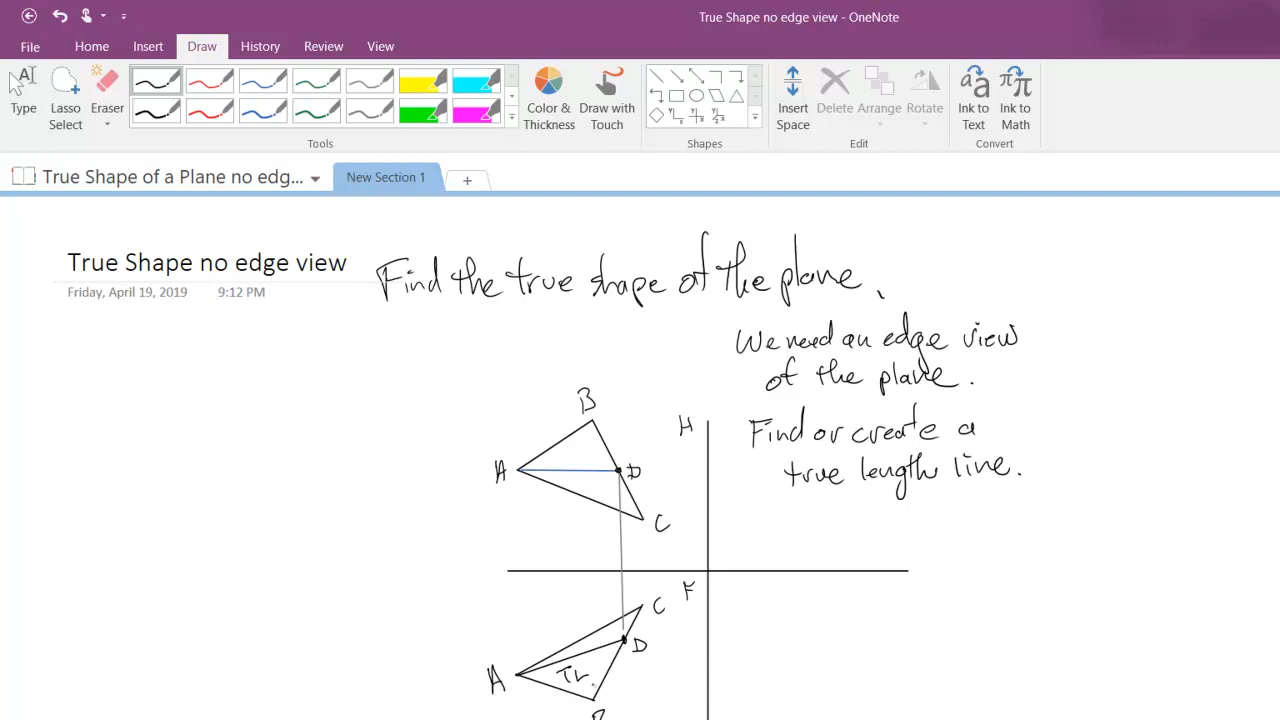 True Shape no edge view - OneNote
File Home Insert Draw History Review View
Type
Lasso Select
Eraser
Color & Thickness
Draw with Touch
Insert Space
Delete
Arrange
Rotate
Ink to Text
Ink to Math
Tools
Shapes
Edit
Convert
True Shape of a Plane no edg...
New Section 1
True Shape no edge view
Friday, April 19, 2019 9:12 PM
Find the true shape of the plane.
We need an edge view
of the plane.
Find or create a
true length line.
B
H
A
D
C
F
C
D
A